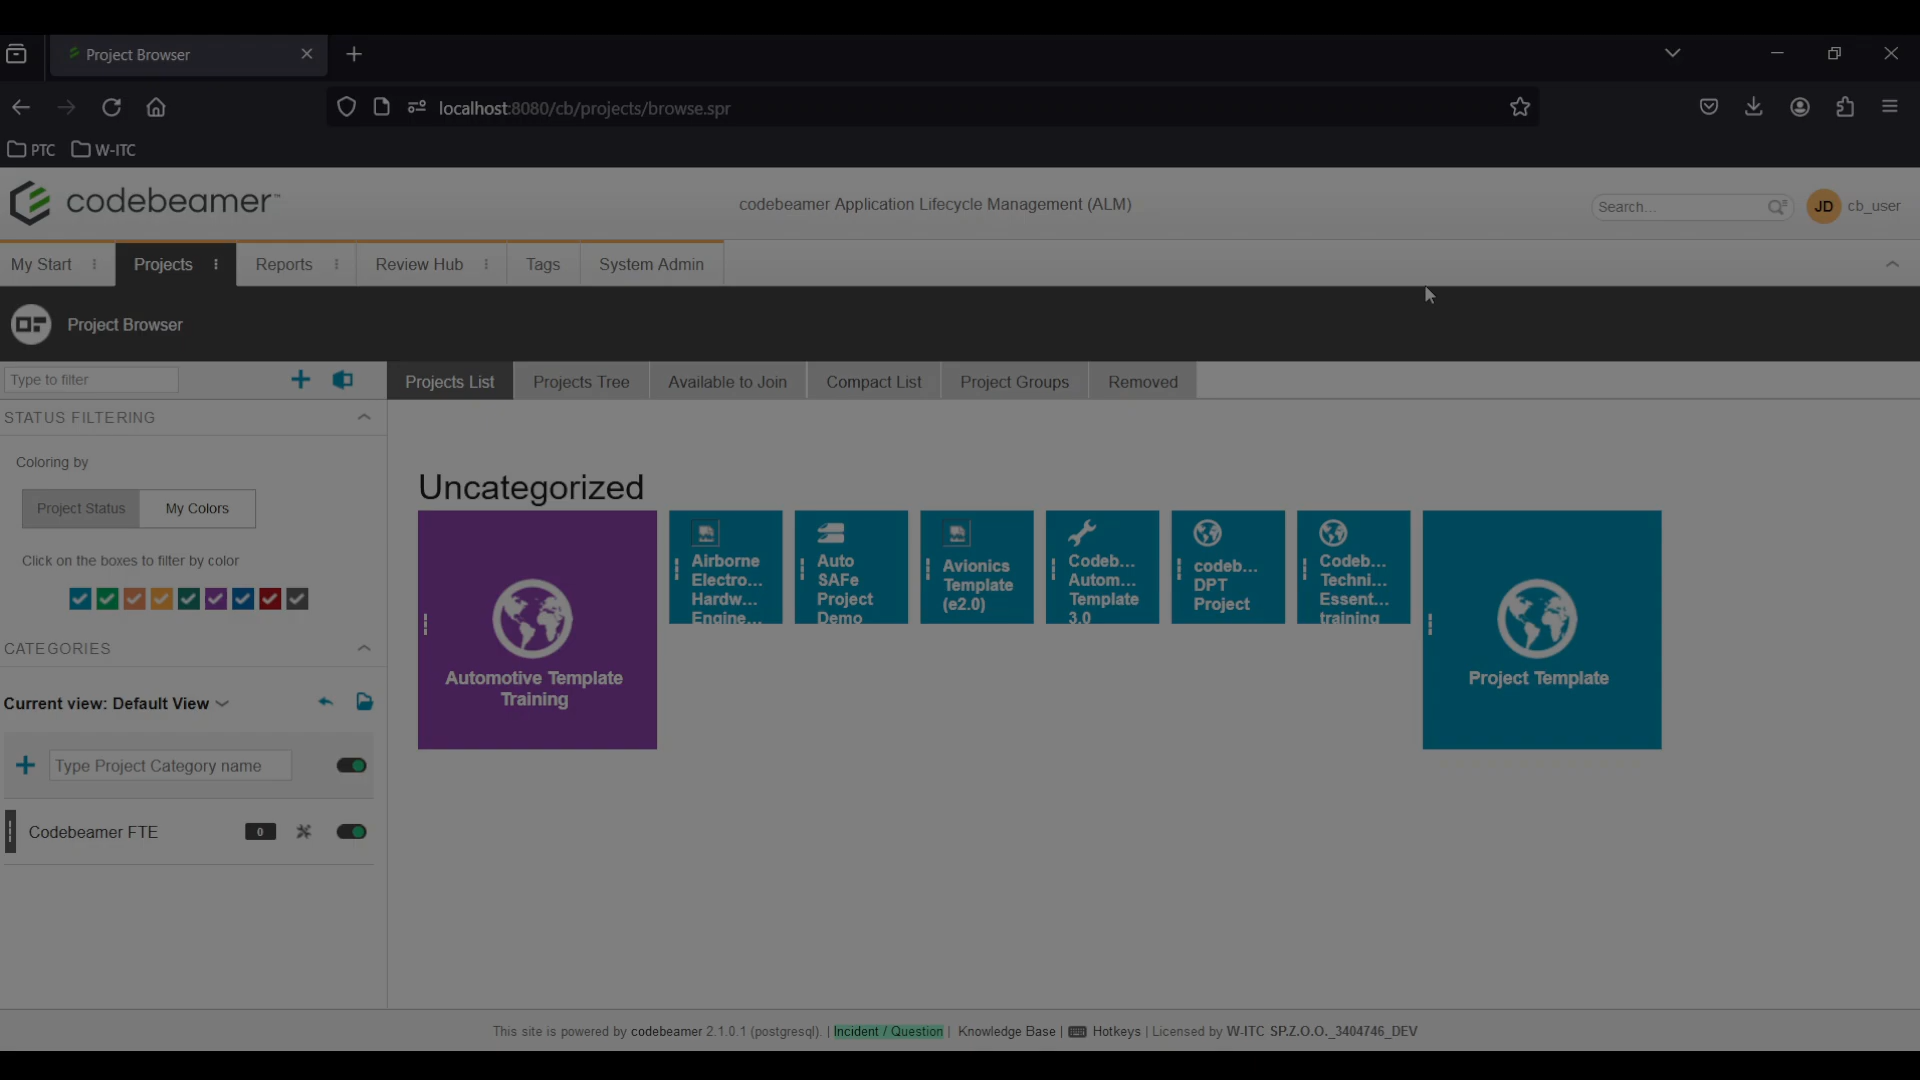 Project Browser
localhost:8080/cb/projects/browse.spr
PTC W-ITC
codebeamer™
codebeamer Application Lifecycle Management (ALM)
Search...
JD cb_user
My Start Projects Reports Review Hub Tags System Admin
Project Browser
Type to filter
Projects List Projects Tree Available to Join Compact List Project Groups Removed
STATUS FILTERING
Coloring by
Project Status My Colors
Click on the boxes to filter by color
CATEGORIES
Current view: Default View
Type Project Category name
Codebeamer FTE 0
Uncategorized
Automotive Template
Training
Airborne
Electro...
Hardw...
Engine...
Auto
SAFe
Project
Demo
Avionics
Template
(e2.0)
Codeb...
Autom...
Template
3.0
codeb...
DPT
Project
Codeb...
Techni...
Essent...
training
Project Template
This site is powered by codebeamer 2.1.0.1 (postgresql). | Incident / Question | Knowledge Base | Hotkeys | Licensed by W-ITC SP.Z.O.O._3404746_DEV